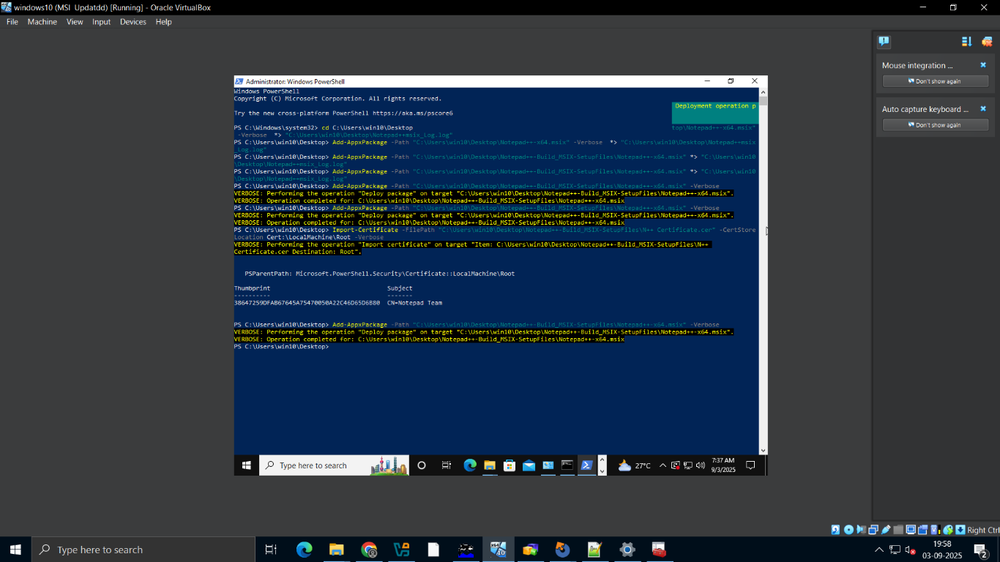 windows10 (MSI  Updatdd) [Running] - Oracle VirtualBox
File Machine View Input Devices Help
Mouse integration ...
Don't show again
Auto capture keyboard ...
Don't show again
Administrator: Windows PowerShell
Windows PowerShell
Copyright (C) Microsoft Corporation. All rights reserved.
Deployment operation p
Try the new cross-platform PowerShell https://aka.ms/pscore6
PS C:\Windows\system32> cd C:\Users\win10\Desktop top\Notepad++-x64.msix"
-Verbose  *> "C:\Users\win10\Desktop\Notepad++msix_Log.log"
PS C:\Users\win10\Desktop> Add-AppxPackage -Path "C:\Users\win10\Desktop\Notepad++-x64.msix" -Verbose  *> "C:\Users\win10\Desktop\Notepad++msix
_Log.log"
PS C:\Users\win10\Desktop> Add-AppxPackage -Path "C:\Users\win10\Desktop\Notepad++-Build_MSIX-SetupFiles\Notepad++-x64.msix" *> "C:\Users\win10
\Desktop\Notepad++msix_Log.log"
PS C:\Users\win10\Desktop> Add-AppxPackage -Path "C:\Users\win10\Desktop\Notepad++-Build_MSIX-SetupFiles\Notepad++-x64.msix" *> "C:\Users\win10
\Desktop\Notepad++msix_Log.log"
PS C:\Users\win10\Desktop> Add-AppxPackage -Path "C:\Users\win10\Desktop\Notepad++-Build_MSIX-SetupFiles\Notepad++-x64.msix" -Verbose
VERBOSE: Performing the operation "Deploy package" on target "C:\Users\win10\Desktop\Notepad++-Build_MSIX-SetupFiles\Notepad++-x64.msix".
VERBOSE: Operation completed for: C:\Users\win10\Desktop\Notepad++-Build_MSIX-SetupFiles\Notepad++-x64.msix
PS C:\Users\win10\Desktop> Add-AppxPackage -Path "C:\Users\win10\Desktop\Notepad++-Build_MSIX-SetupFiles\Notepad++-x64.msix" -Verbose
VERBOSE: Performing the operation "Deploy package" on target "C:\Users\win10\Desktop\Notepad++-Build_MSIX-SetupFiles\Notepad++-x64.msix".
VERBOSE: Operation completed for: C:\Users\win10\Desktop\Notepad++-Build_MSIX-SetupFiles\Notepad++-x64.msix
PS C:\Users\win10\Desktop> Import-Certificate -FilePath "C:\Users\win10\Desktop\Notepad++-Build_MSIX-SetupFiles\N++ Certificate.cer" -CertStore
Location Cert:\LocalMachine\Root -Verbose
VERBOSE: Performing the operation "Import certificate" on target "Item: C:\Users\win10\Desktop\Notepad++-Build_MSIX-SetupFiles\N++
Certificate.cer Destination: Root".
PSParentPath: Microsoft.PowerShell.Security\Certificate::LocalMachine\Root
Thumbprint Subject
---------- -------
38647259DFAB67645A75470050A22C46D65D6B80 CN=Notepad Team
PS C:\Users\win10\Desktop> Add-AppxPackage -Path "C:\Users\win10\Desktop\Notepad++-Build_MSIX-SetupFiles\Notepad++-x64.msix" -Verbose
VERBOSE: Performing the operation "Deploy package" on target "C:\Users\win10\Desktop\Notepad++-Build_MSIX-SetupFiles\Notepad++-x64.msix".
VERBOSE: Operation completed for: C:\Users\win10\Desktop\Notepad++-Build_MSIX-SetupFiles\Notepad++-x64.msix
PS C:\Users\win10\Desktop>
Type here to search
27°C
7:37 AM
9/3/2025
Right Ctrl
Type here to search
19:58
03-09-2025
2